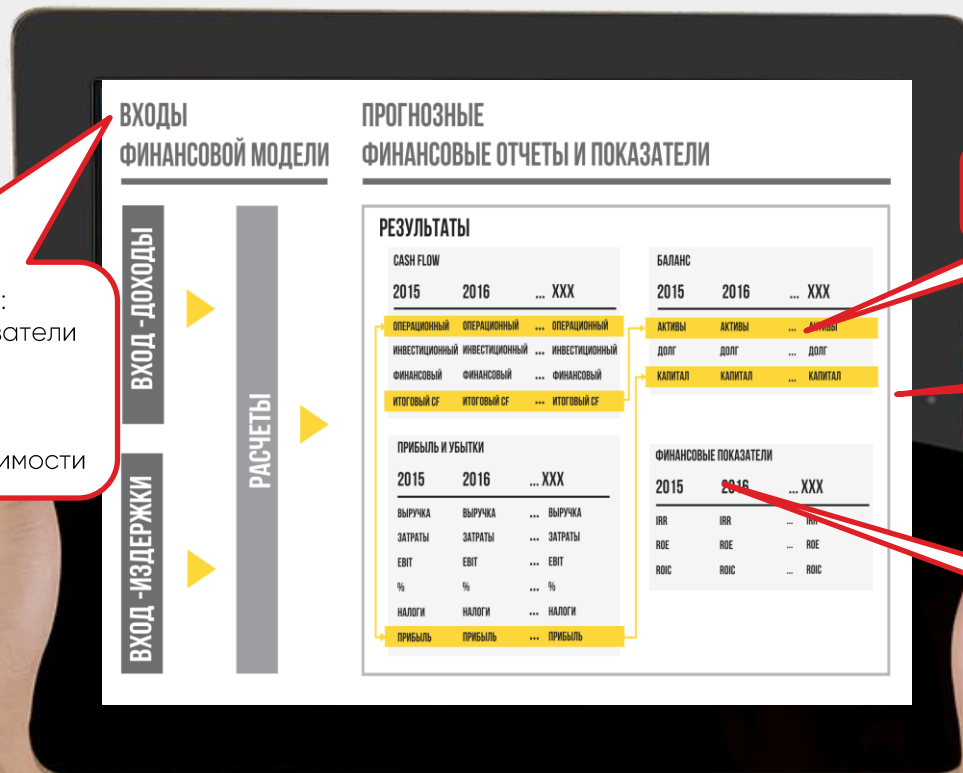 ВХОДЫ
ФИНАНСОВОЙ МОДЕЛИ
ПРОГНОЗНЫЕ
ФИНАНСОВЫЕ ОТЧЕТЫ И ПОКАЗАТЕЛИ
:
имости
ВХОД -ДОХОДЫ
ВХОД -ИЗДЕРЖКИ
РАСЧЕТЫ
РЕЗУЛЬТАТЫ
CASH FLOW
2015 2016 ... XXX
ОПЕРАЦИОННЫЙ ОПЕРАЦИОННЫЙ ... ОПЕРАЦИОННЫЙ
ИНВЕСТИЦИОННЫЙ ИНВЕСТИЦИОННЫЙ ... ИНВЕСТИЦИОННЫЙ
ФИНАНСОВЫЙ ФИНАНСОВЫЙ ... ФИНАНСОВЫЙ
ИТОГОВЫЙ CF ИТОГОВЫЙ CF ... ИТОГОВЫЙ CF
ПРИБЫЛЬ И УБЫТКИ
2015 2016 ... XXX
ВЫРУЧКА ВЫРУЧКА ... ВЫРУЧКА
ЗАТРАТЫ ЗАТРАТЫ ... ЗАТРАТЫ
EBIT EBIT ... EBIT
% % ... %
НАЛОГИ НАЛОГИ ... НАЛОГИ
ПРИБЫЛЬ ПРИБЫЛЬ ... ПРИБЫЛЬ
БАЛАНС
2015 2016 ... XXX
АКТИВЫ АКТИВЫ ... АКТИВЫ
ДОЛГ ДОЛГ ... ДОЛГ
КАПИТАЛ КАПИТАЛ ... КАПИТАЛ
ФИНАНСОВЫЕ ПОКАЗАТЕЛИ
2015 2016 ... XXX
IRR IRR ... IRR
ROE ROE ... ROE
ROIC ROIC ... ROIC